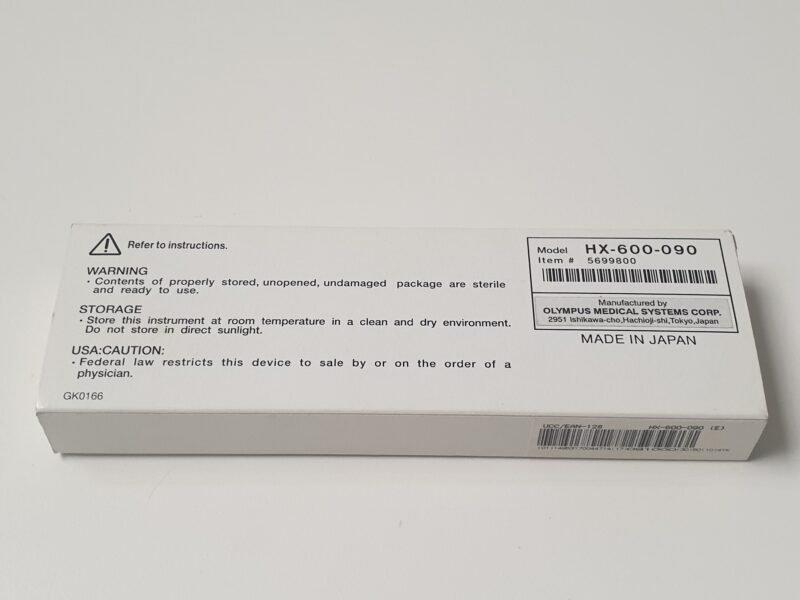 Refer to instructions.
WARNING
· Contents of properly stored, unopened, undamaged package are sterile
and ready to use.
STORAGE
· Store this instrument at room temperature in a clean and dry environment.
Do not store in direct sunlight.
USA:CAUTION:
· Federal law restricts this device to sale by or on the order of a
physician.
GK0166
Model HX-600-090
Item # 5699800
Manufactured by
OLYMPUS MEDICAL SYSTEMS CORP.
2951 Ishikawa-cho,Hachioji-shi,Tokyo,Japan
MADE IN JAPAN
UCC/EAN-128 HX-600-090 (E)